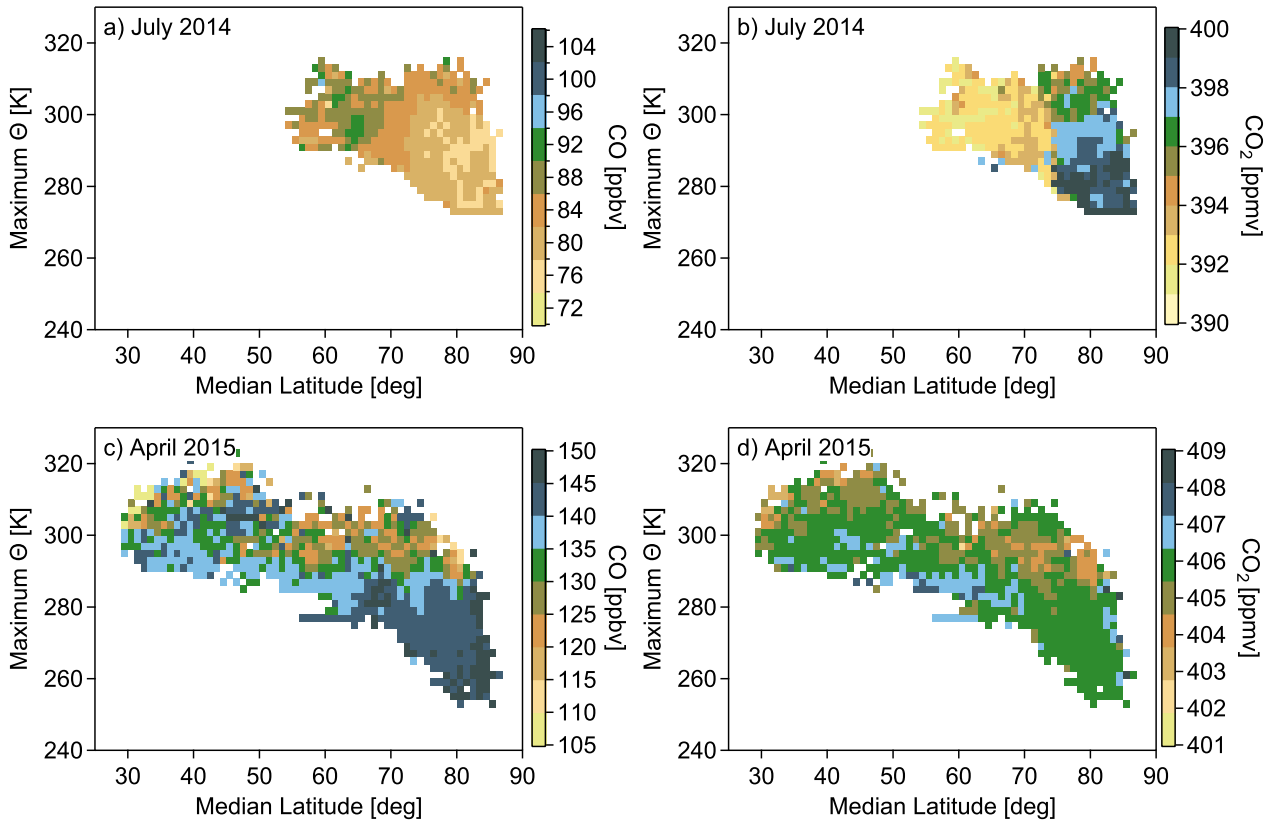 a) July 2014
320
300
280
260
240
Maximum Θ [K]
30 40 50 60 70 80 90
Median Latitude [deg]
104
100
96
92
88
84
80
76
72
CO [ppbv]
b) July 2014
320
300
280
260
240
Maximum Θ [K]
30 40 50 60 70 80 90
Median Latitude [deg]
400
398
396
394
392
390
CO₂ [ppmv]
c) April 2015
320
300
280
260
240
Maximum Θ [K]
30 40 50 60 70 80 90
Median Latitude [deg]
150
145
140
135
130
125
120
115
110
105
CO [ppbv]
d) April 2015
320
300
280
260
240
Maximum Θ [K]
30 40 50 60 70 80 90
Median Latitude [deg]
409
408
407
406
405
404
403
402
401
CO₂ [ppmv]